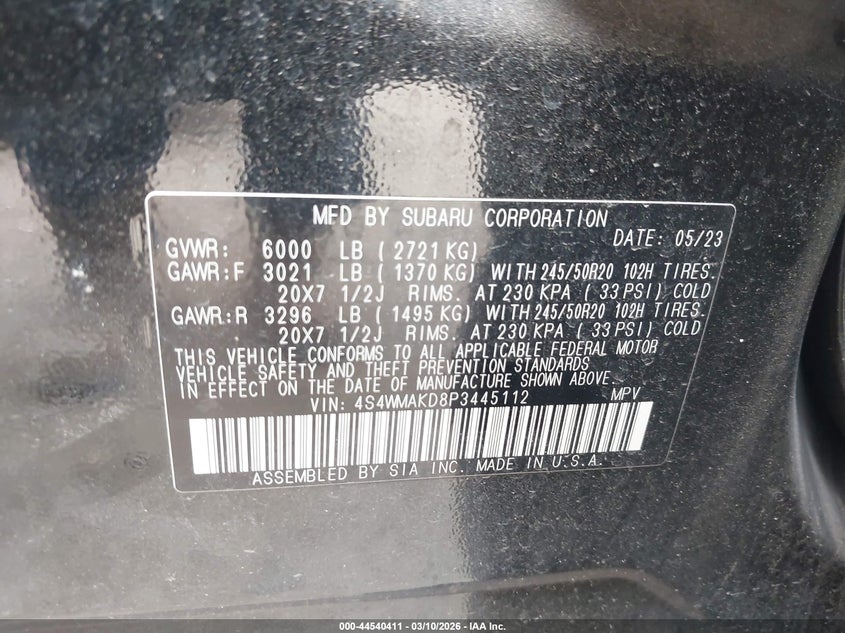 MFD BY SUBARU CORPORATION
DATE: 05/23
GVWR: 6000 LB ( 2721 KG)
GAWR:F 3021 LB ( 1370 KG) WITH 245/50R20 102H TIRES.
20X7 1/2J RIMS. AT 230 KPA ( 33 PSI) COLD
GAWR:R 3296 LB ( 1495 KG) WITH 245/50R20 102H TIRES.
20X7 1/2J RIMS. AT 230 KPA ( 33 PSI) COLD
THIS VEHICLE CONFORMS TO ALL APPLICABLE FEDERAL MOTOR
VEHICLE SAFETY AND THEFT PREVENTION STANDARDS
IN EFFECT ON THE DATE OF MANUFACTURE SHOWN ABOVE.
VIN: 4S4WMAKD8P3445112 MPV
ASSEMBLED BY SIA INC. MADE IN U.S.A.
000-44540411 - 03/10/2026 - IAA Inc.